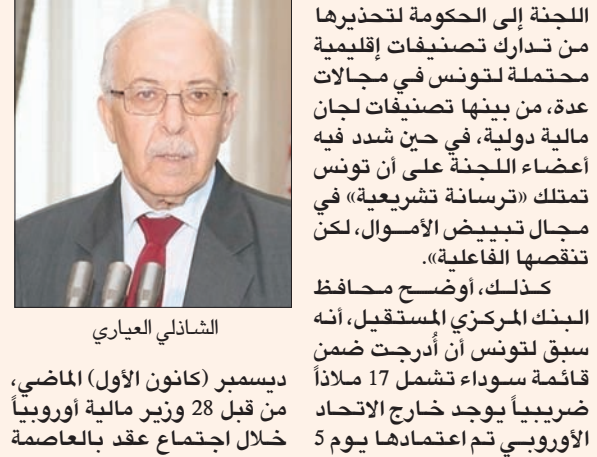 اللجنة إلى الحكومة لتحذيرها
من تدارك تصنيفات إقليمية
محتملة لتونس في مجالات
عدة، من بينها تصنيفات لجان
مالية دولية، في حين شدد فيه
أعضاء اللجنة على أن تونس
تمتلك «ترسانة تشريعية» في
مجال تبييض الأموال، لكن
تنقصها الفاعلية».
كذلك، أوضح محافظ
البنك المركزي المستقيل، أنه
سبق لتونس أن أُدرجت ضمن
قائمة سوداء تشمل 17 ملاذاً
ضريبياً يوجد خارج الاتحاد
الأوروبي تم اعتمادها يوم 5
الشاذلي العياري
ديسمبر (كانون الأول) الماضي،
من قبل 28 وزير مالية أوروبياً
خلال اجتماع عقد بالعاصمة